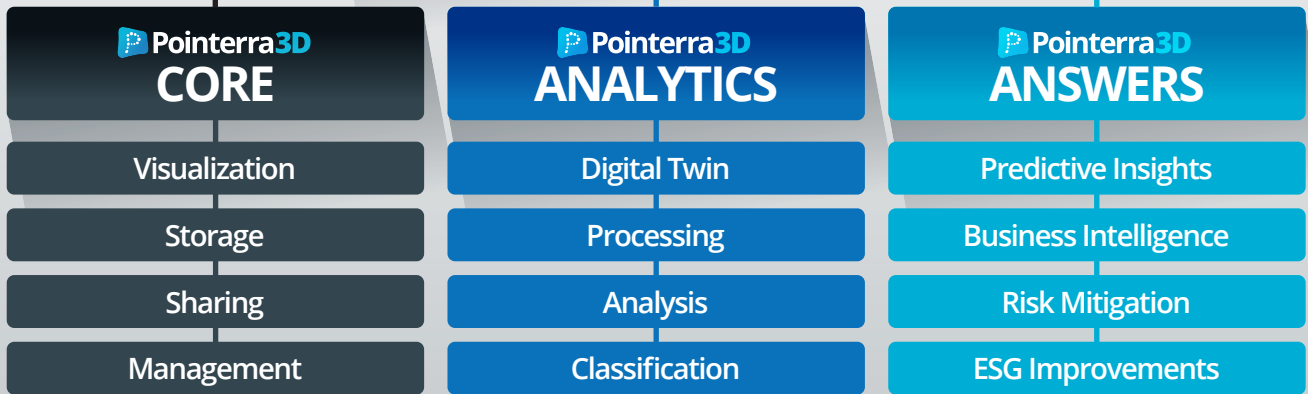 Pointerra3D
CORE
Visualization
Storage
Sharing
Management
Pointerra3D
ANALYTICS
Digital Twin
Processing
Analysis
Classification
Pointerra3D
ANSWERS
Predictive Insights
Business Intelligence
Risk Mitigation
ESG Improvements